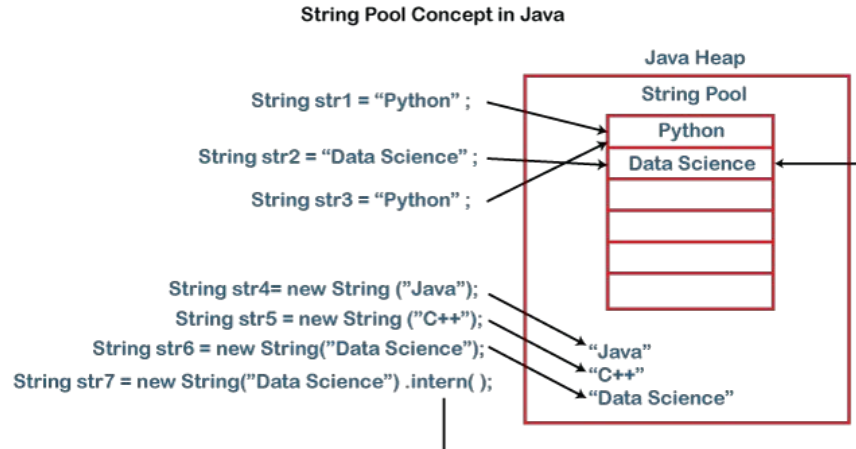 String Pool Concept in Java
Java Heap
String Pool
String str1 = “Python” ;
Python
String str2 = “Data Science” ;
Data Science
String str3 = “Python” ;
String str4= new String (”Java”);
String str5 = new String (”C++”);
String str6 = new String(”Data Science”);
String str7 = new String(”Data Science”) .intern( );
“Java”
“C++”
“Data Science”